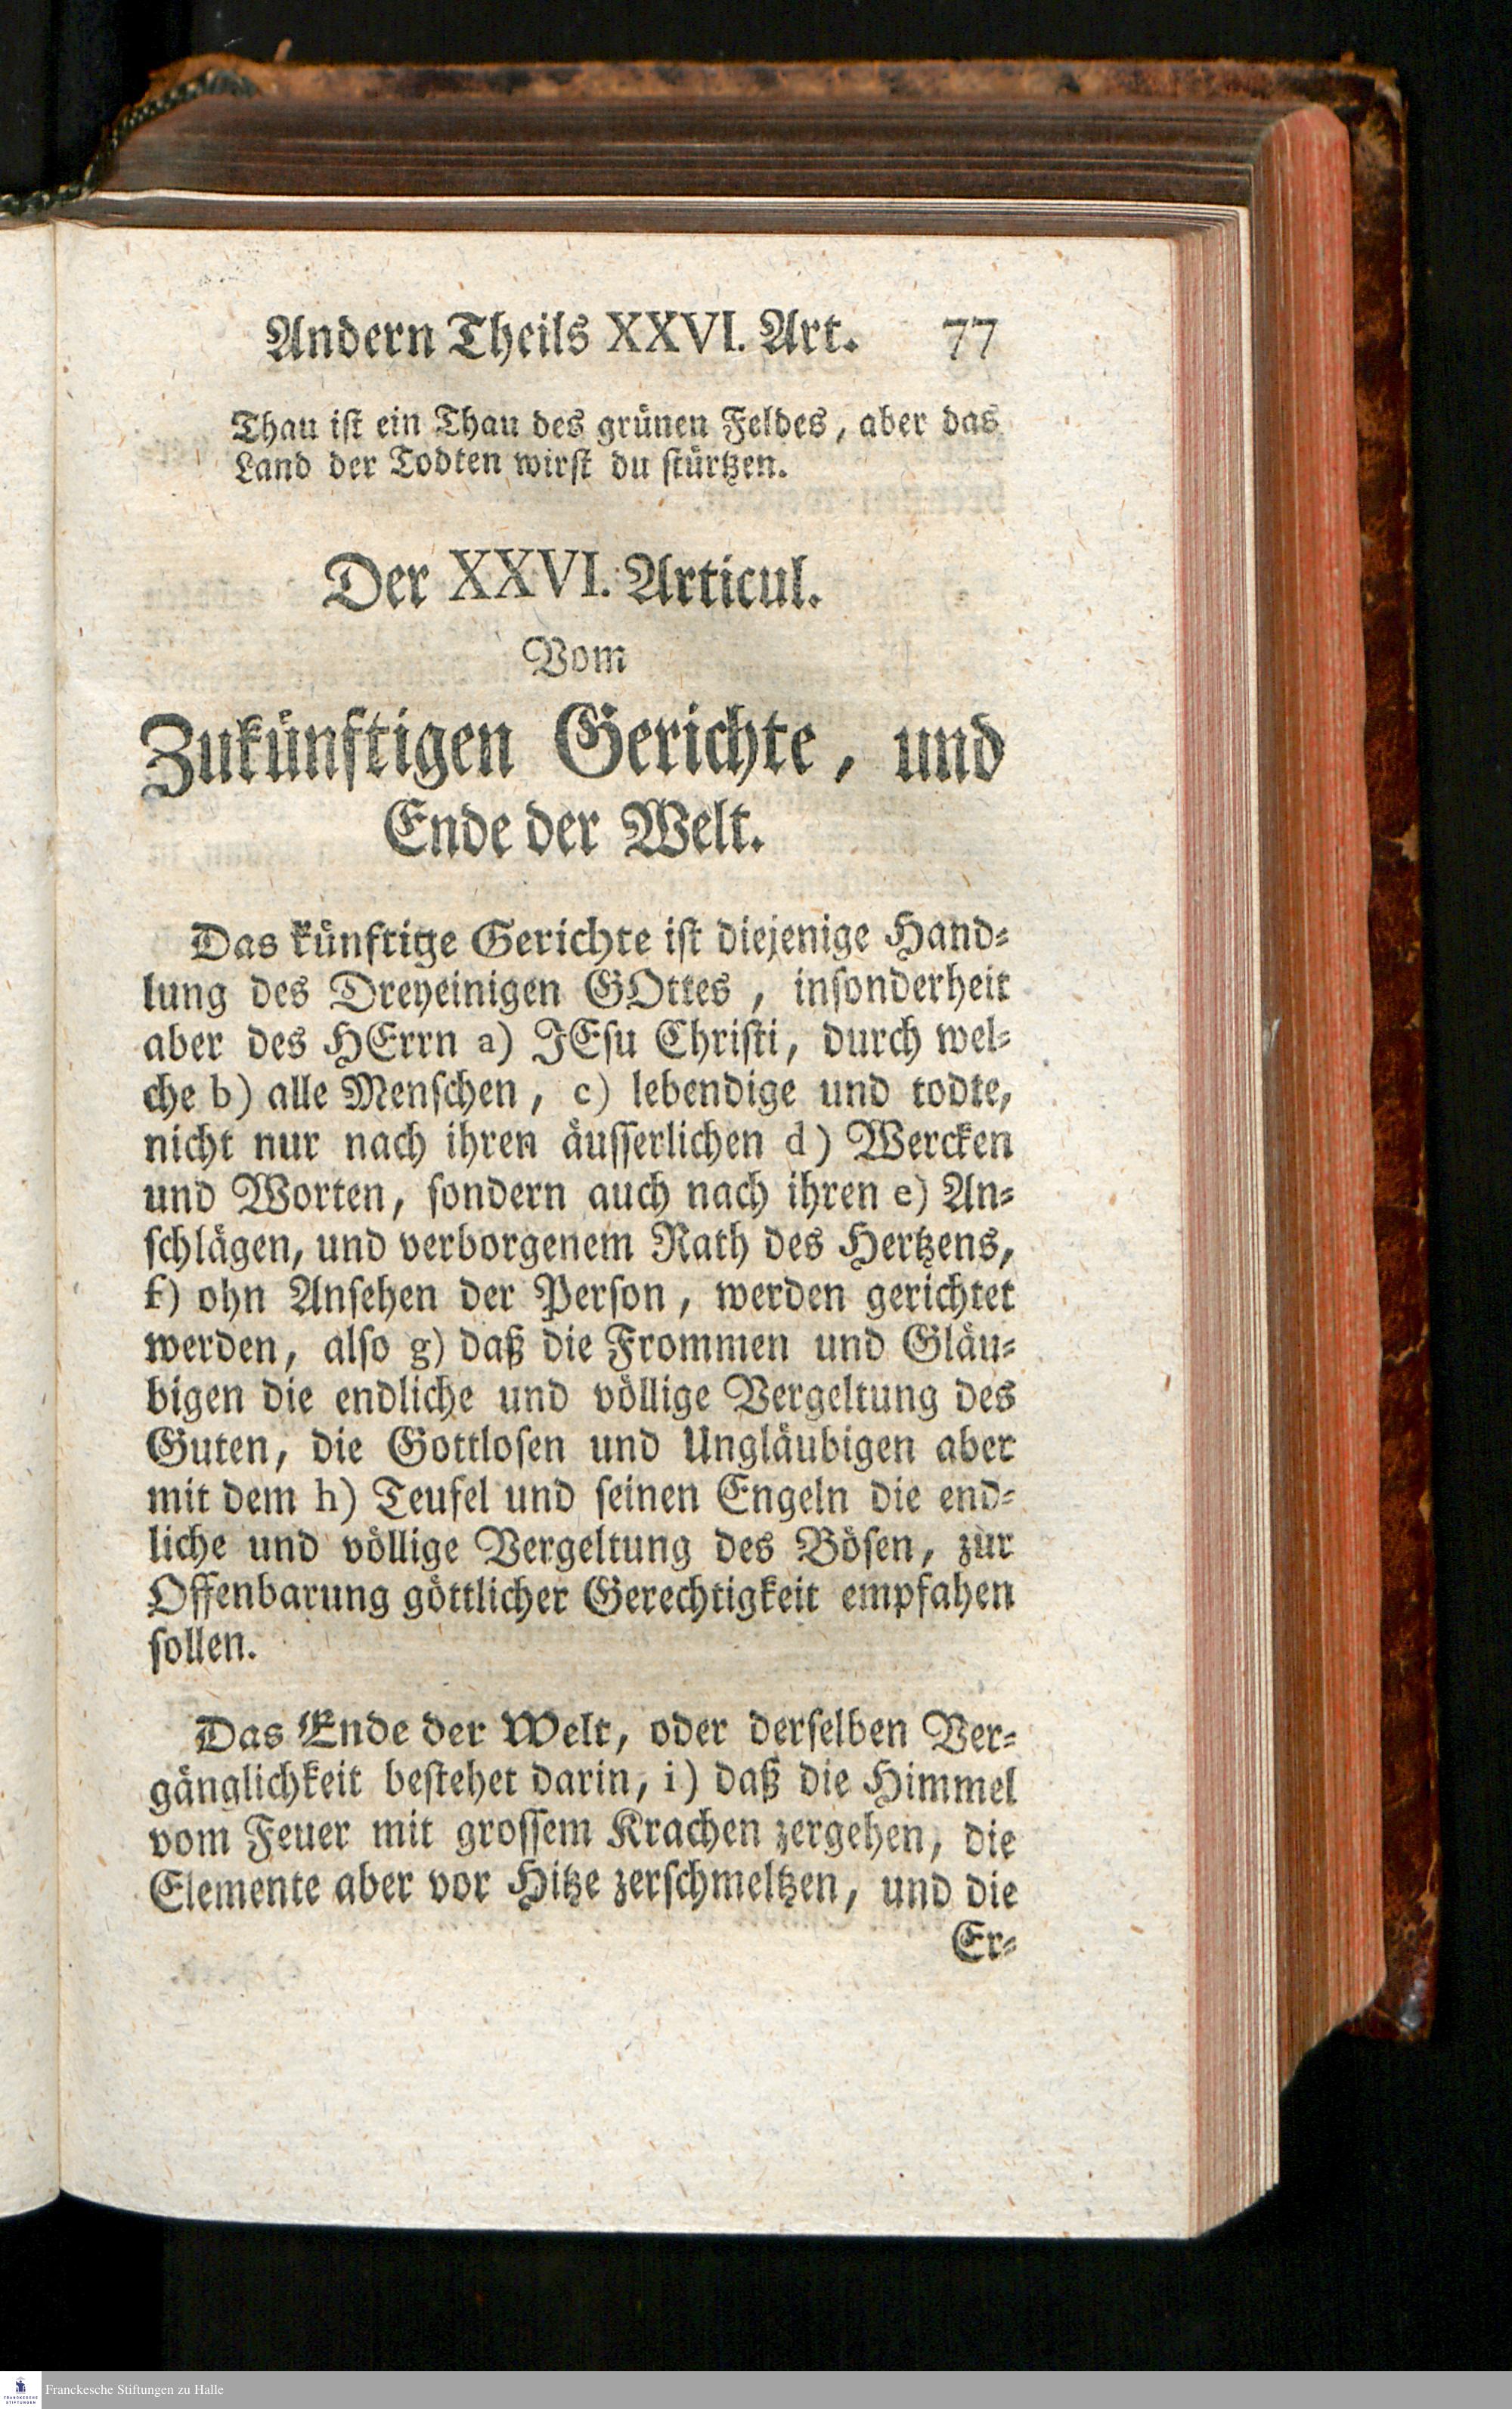 Andern Theils XXVI. Art. 77
Thau ist ein Thau des grünen Feldes, aber das
Land der Todten wirst du stürtzen.
Der XXVI. Articul.
Vom
Zukünftigen Gerichte, und
Ende der Welt.
Das künftige Gerichte ist diejenige Hand-
lung des Dreyeinigen GOttes, insonderheit
aber des HErrn a) JEsu Christi, durch wel-
che b) alle Menschen, c) lebendige und todte,
nicht nur nach ihren äusserlichen d) Wercken
und Worten, sondern auch nach ihren e) An-
schlägen, und verborgenem Rath des Hertzens,
f) ohn Ansehen der Person, werden gerichtet
werden, also g) daß die Frommen und Gläu-
bigen die endliche und völlige Vergeltung des
Guten, die Gottlosen und Ungläubigen aber
mit dem h) Teufel und seinen Engeln die end-
liche und völlige Vergeltung des Bösen, zur
Offenbarung göttlicher Gerechtigkeit empfahen
sollen.
Das Ende der Welt, oder derselben Ver-
gänglichkeit bestehet darin, i) daß die Himmel
vom Feuer mit grossem Krachen zergehen, die
Elemente aber vor Hitze zerschmeltzen, und die
Er-
FRANCKESCHE
STIFTUNGEN
Franckesche Stiftungen zu Halle